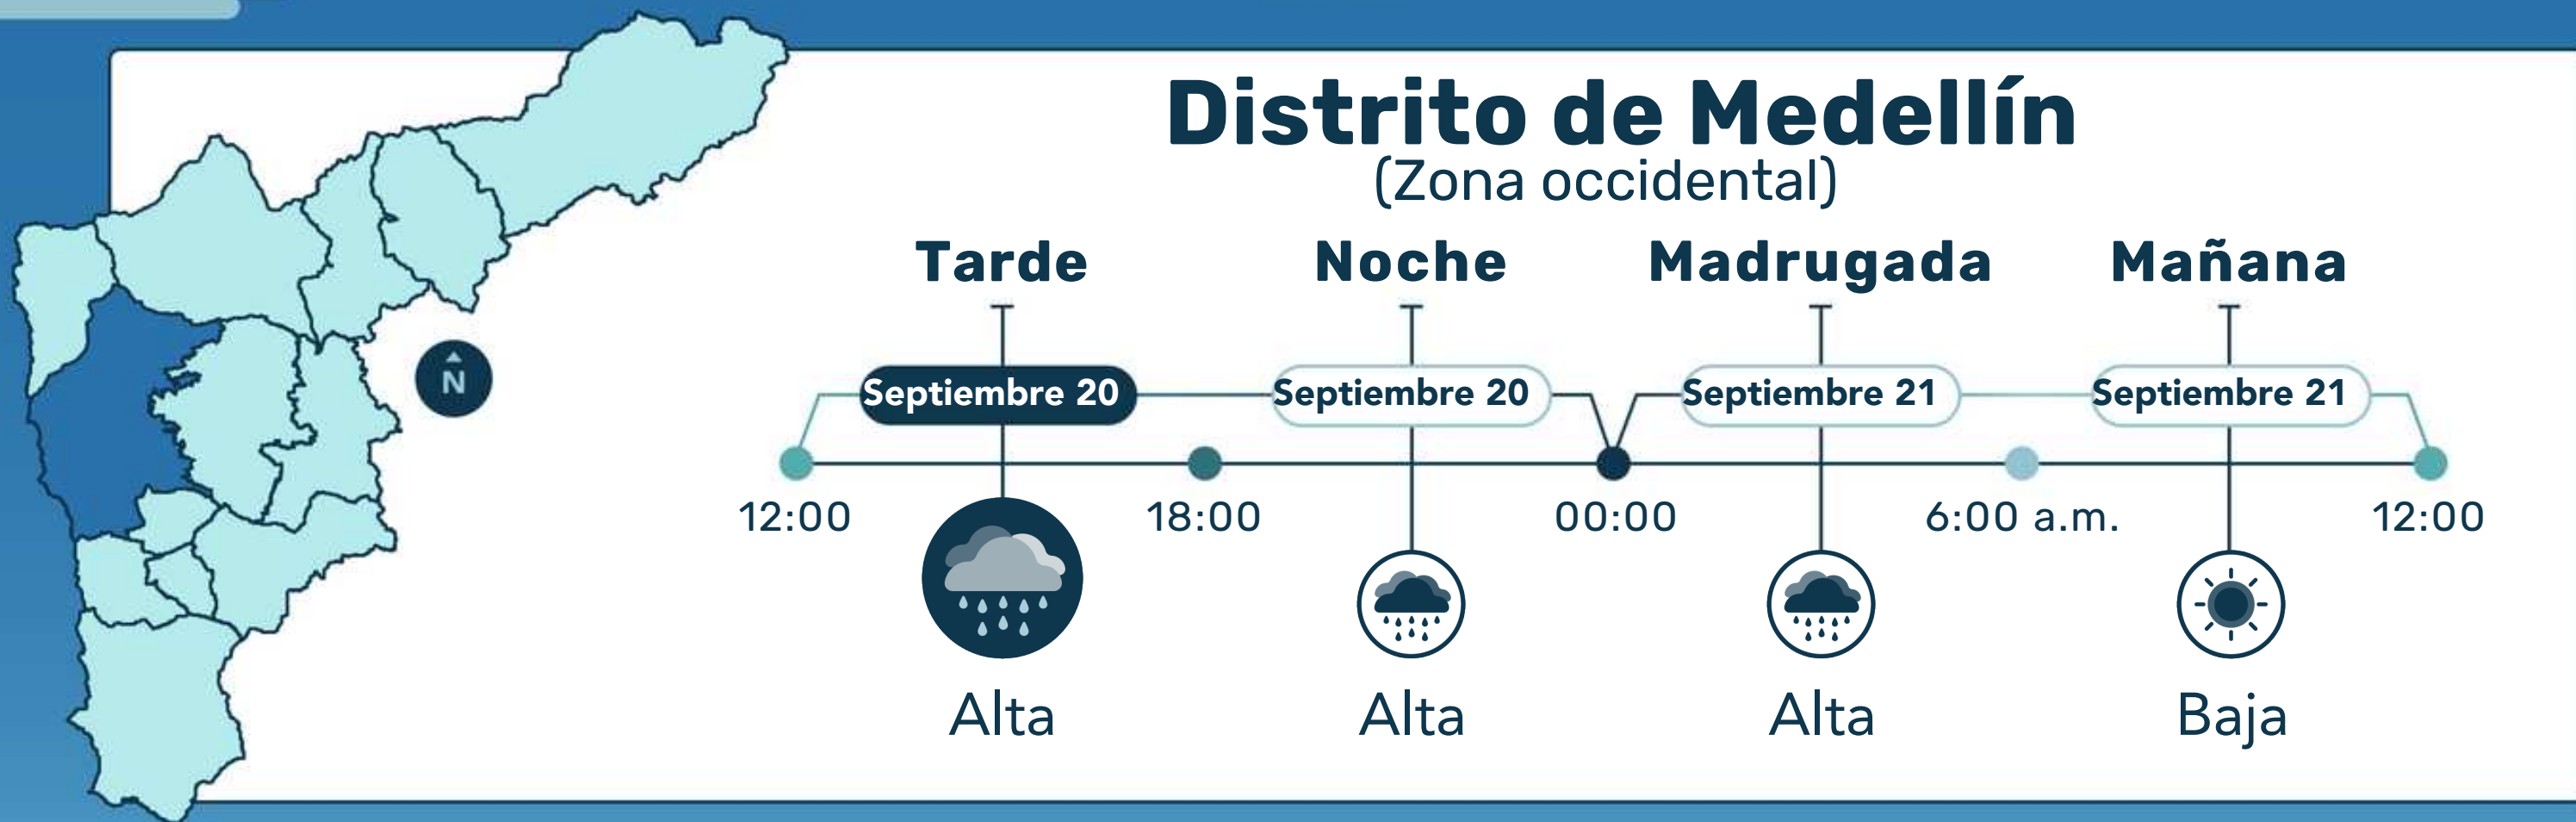 Distrito de Medellín
(Zona occidental)
Tarde Noche Madrugada Mañana
Septiembre 20 Septiembre 20 Septiembre 21 Septiembre 21
N
12:00 18:00 00:00 6:00 a.m. 12:00
Alta Alta Alta Baja